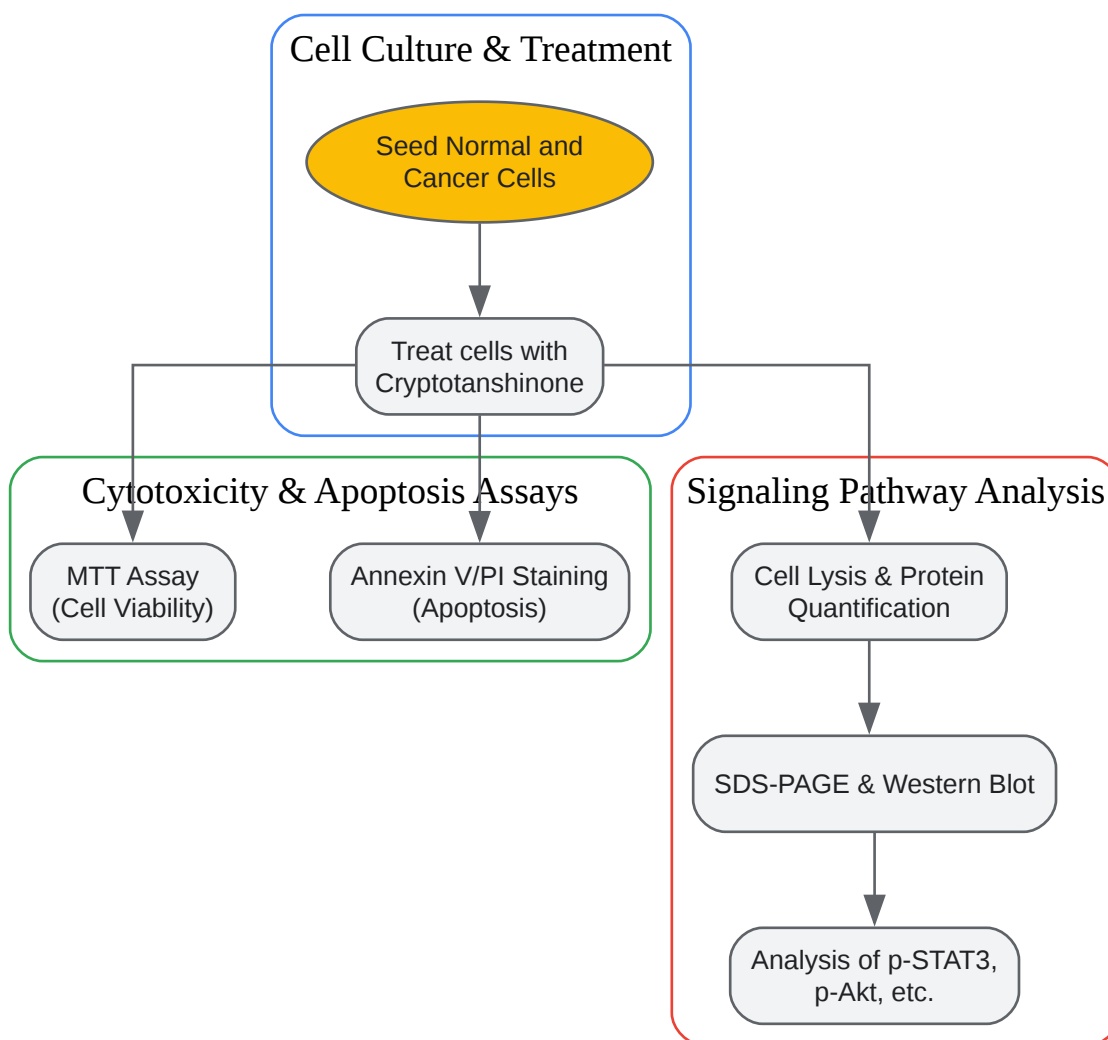 Cell Culture & Treatment
Seed Normal and
Cancer Cells
Treat cells with
Cryptotanshinone
Cytotoxicity & Apoptosis Assays
MTT Assay
(Cell Viability)
Annexin V/PI Staining
(Apoptosis)
Signaling Pathway Analysis
Cell Lysis & Protein
Quantification
SDS-PAGE & Western Blot
Analysis of p-STAT3,
p-Akt, etc.